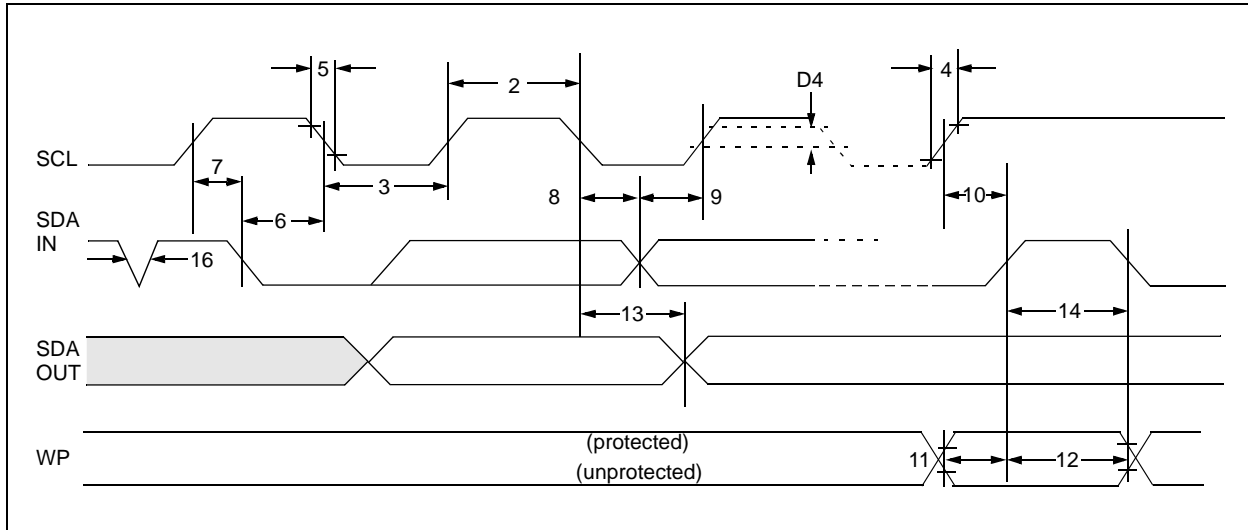 5
2
D4
4
SCL
7
3
8
9
10
6
SDA
IN
16
13
14
SDA
OUT
(protected)
WP
11
12
(unprotected)